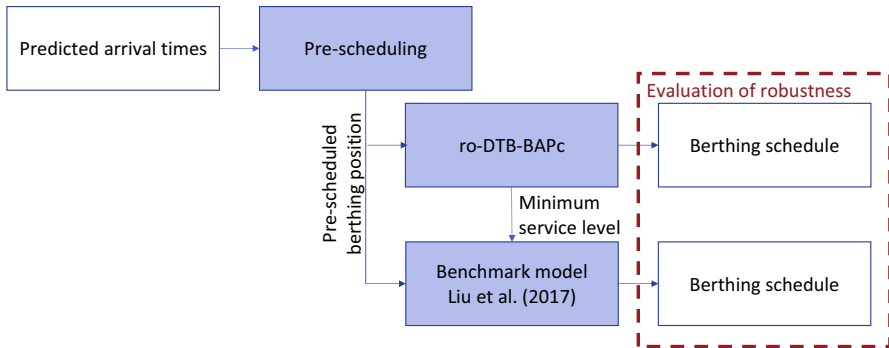 Predicted arrival times
Pre-scheduling
Evaluation of robustness
Pre-scheduled
berthing position
ro-DTB-BAPc
Berthing schedule
Minimum
service level
Benchmark model
Liu et al. (2017)
Berthing schedule